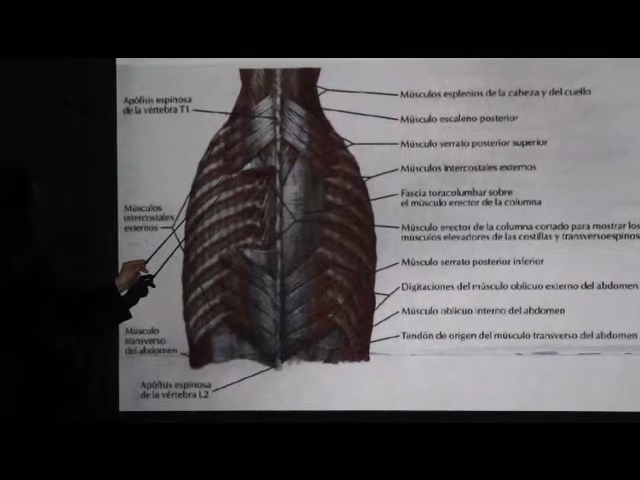 Apófisis espinosa
de la vértebra T1
Músculos
intercostales
externos
Músculo
transverso
del abdomen
Apófisis espinosa
de la vértebra L2
Músculos esplenios de la cabeza y del cuello
Músculo escaleno posterior
Músculo serrato posterior superior
Músculos intercostales externos
Fascia toracolumbar sobre
el músculo erector de la columna
Músculo erector de la columna cortado para mostrar los
músculos elevadores de las costillas y transversoespinos
Músculo serrato posterior inferior
Digitaciones del músculo oblicuo externo del abdomen
Músculo oblicuo interno del abdomen
Tendón de origen del músculo transverso del abdomen